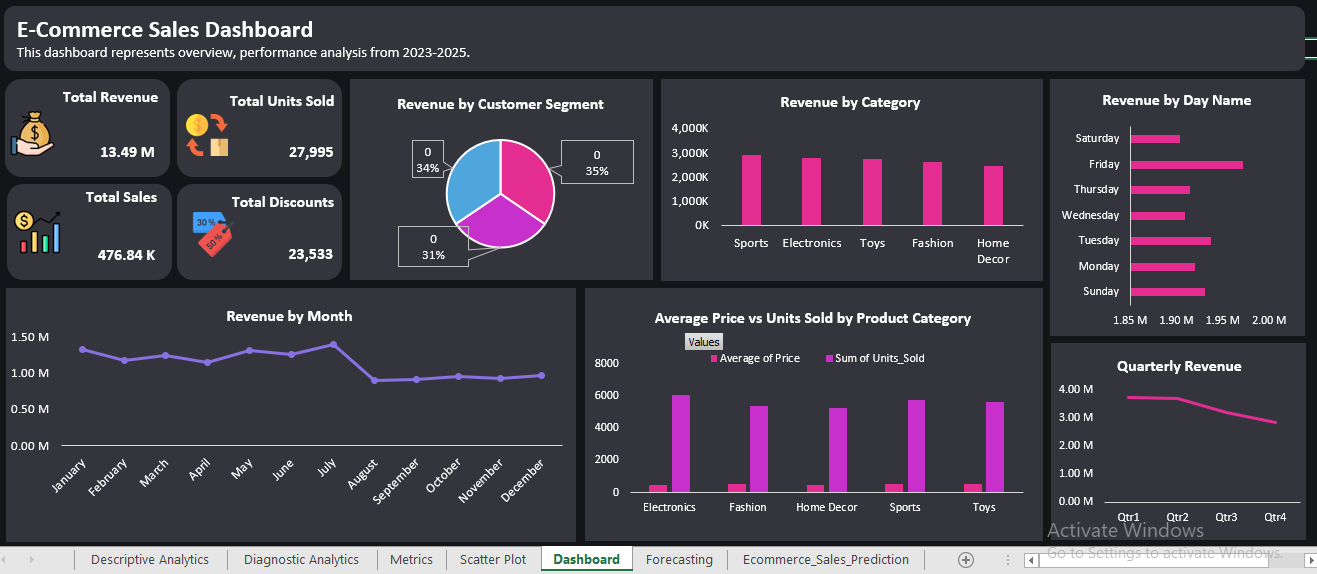 E-Commerce Sales Dashboard
This dashboard represents overview, performance analysis from 2023-2025.
Total Revenue
13.49 M
Total Units Sold
27,995
Total Sales
476.84 K
Total Discounts
30%
50%
23,533
Revenue by Customer Segment
0
34%
0
35%
0
31%
Revenue by Category
4,000K
3,000K
2,000K
1,000K
0K
Sports Electronics Toys Fashion Home
Decor
Revenue by Day Name
Saturday
Friday
Thursday
Wednesday
Tuesday
Monday
Sunday
1.85 M 1.90 M 1.95 M 2.00 M
Revenue by Month
1.50 M
1.00 M
0.50 M
0.00 M
January February March April May June July August September October November December
Average Price vs Units Sold by Product Category
Values
Average of Price Sum of Units_Sold
8000
6000
4000
2000
0
Electronics Fashion Home Decor Sports Toys
Quarterly Revenue
4.00 M
3.00 M
2.00 M
1.00 M
0.00 M
Qtr1 Qtr2 Qtr3 Qtr4
Activate Windows
Go to Settings to activate Windows.
Descriptive Analytics Diagnostic Analytics Metrics Scatter Plot Dashboard Forecasting Ecommerce_Sales_Prediction